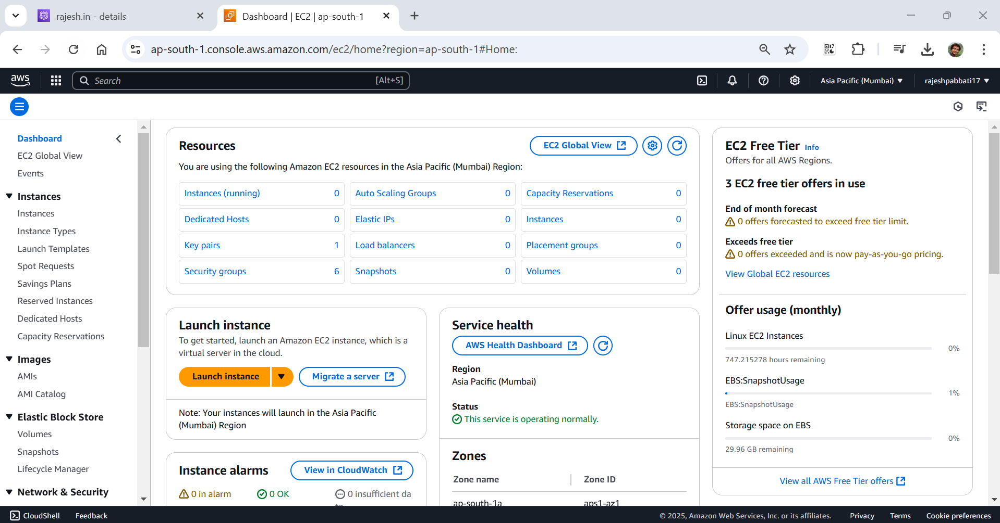 rajesh.in - details
Dashboard | EC2 | ap-south-1
ap-south-1.console.aws.amazon.com/ec2/home?region=ap-south-1#Home:
aws
Search
[Alt+S]
Asia Pacific (Mumbai)
rajeshpabbati17
Dashboard
EC2 Global View
Events
Instances
Instances
Instance Types
Launch Templates
Spot Requests
Savings Plans
Reserved Instances
Dedicated Hosts
Capacity Reservations
Images
AMIs
AMI Catalog
Elastic Block Store
Volumes
Snapshots
Lifecycle Manager
Network & Security
Resources
EC2 Global View
You are using the following Amazon EC2 resources in the Asia Pacific (Mumbai) Region:
Instances (running) 0
Auto Scaling Groups 0
Capacity Reservations 0
Dedicated Hosts 0
Elastic IPs 0
Instances 0
Key pairs 1
Load balancers 0
Placement groups 0
Security groups 6
Snapshots 0
Volumes 0
Launch instance
To get started, launch an Amazon EC2 instance, which is a
virtual server in the cloud.
Launch instance
Migrate a server
Note: Your instances will launch in the Asia Pacific
(Mumbai) Region
Instance alarms
View in CloudWatch
0 in alarm
0 OK
0 insufficient da
ta
Service health
AWS Health Dashboard
Region
Asia Pacific (Mumbai)
Status
This service is operating normally.
Zones
Zone name
Zone ID
ap-south-1a
aps1-az1
EC2 Free Tier Info
Offers for all AWS Regions.
3 EC2 free tier offers in use
End of month forecast
0 offers forecasted to exceed free tier limit.
Exceeds free tier
0 offers exceeded and is now pay-as-you-go pricing.
View Global EC2 resources
Offer usage (monthly)
Linux EC2 Instances
0%
747.215278 hours remaining
EBS:SnapshotUsage
1%
EBS:SnapshotUsage
Storage space on EBS
0%
29.96 GB remaining
View all AWS Free Tier offers
CloudShell
Feedback
© 2025, Amazon Web Services, Inc. or its affiliates.
Privacy
Terms
Cookie preferences